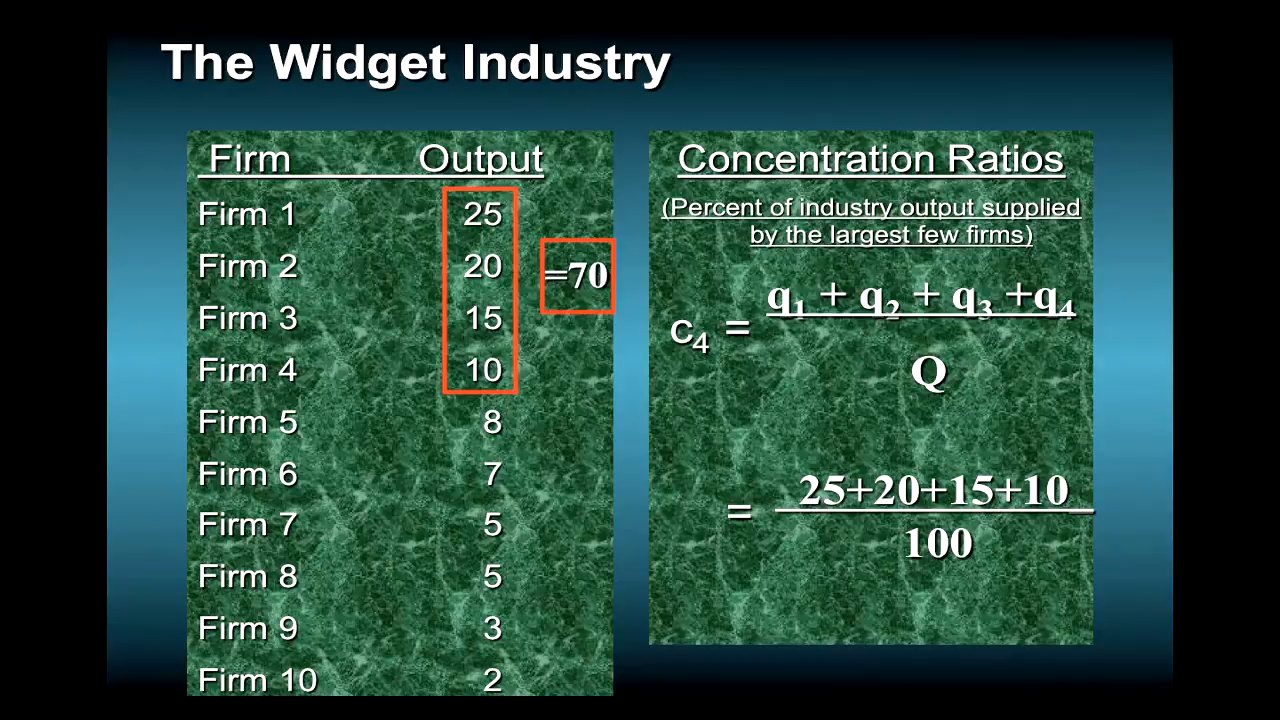 The Widget Industry
Firm Output
Firm 1 25
Firm 2 20
=70
Firm 3 15
Firm 4 10
Firm 5 8
Firm 6 7
Firm 7 5
Firm 8 5
Firm 9 3
Firm 10 2
Concentration Ratios
(Percent of industry output supplied
by the largest few firms)
q₁ + q₂ + q₃ +q₄
c₄ =
Q
25+20+15+10
=
100